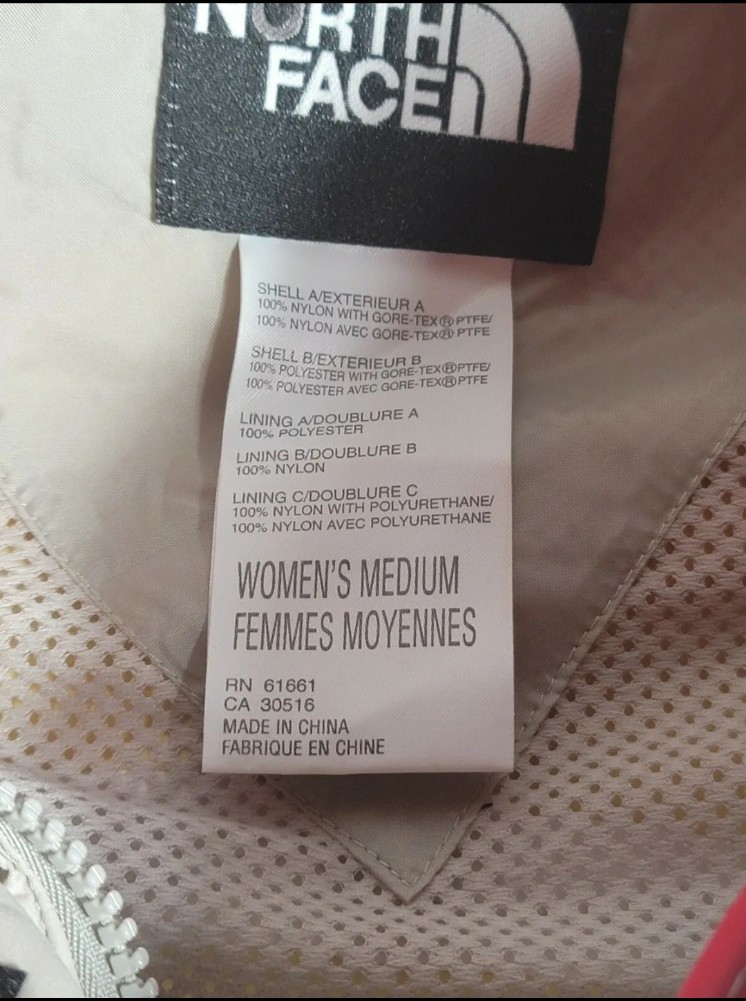 NORTH
FACE
SHELL A/EXTERIEUR A
100% NYLON WITH GORE-TEX® PTFE/
100% NYLON AVEC GORE-TEX® PTFE
SHELL B/EXTERIEUR B
100% POLYESTER WITH GORE-TEX® PTFE/
100% POLYESTER AVEC GORE-TEX® PTFE
LINING A/DOUBLURE A
100% POLYESTER
LINING B/DOUBLURE B
100% NYLON
LINING C/DOUBLURE C
100% NYLON WITH POLYURETHANE/
100% NYLON AVEC POLYURETHANE
WOMEN'S MEDIUM
FEMMES MOYENNES
RN 61661
CA 30516
MADE IN CHINA
FABRIQUE EN CHINE